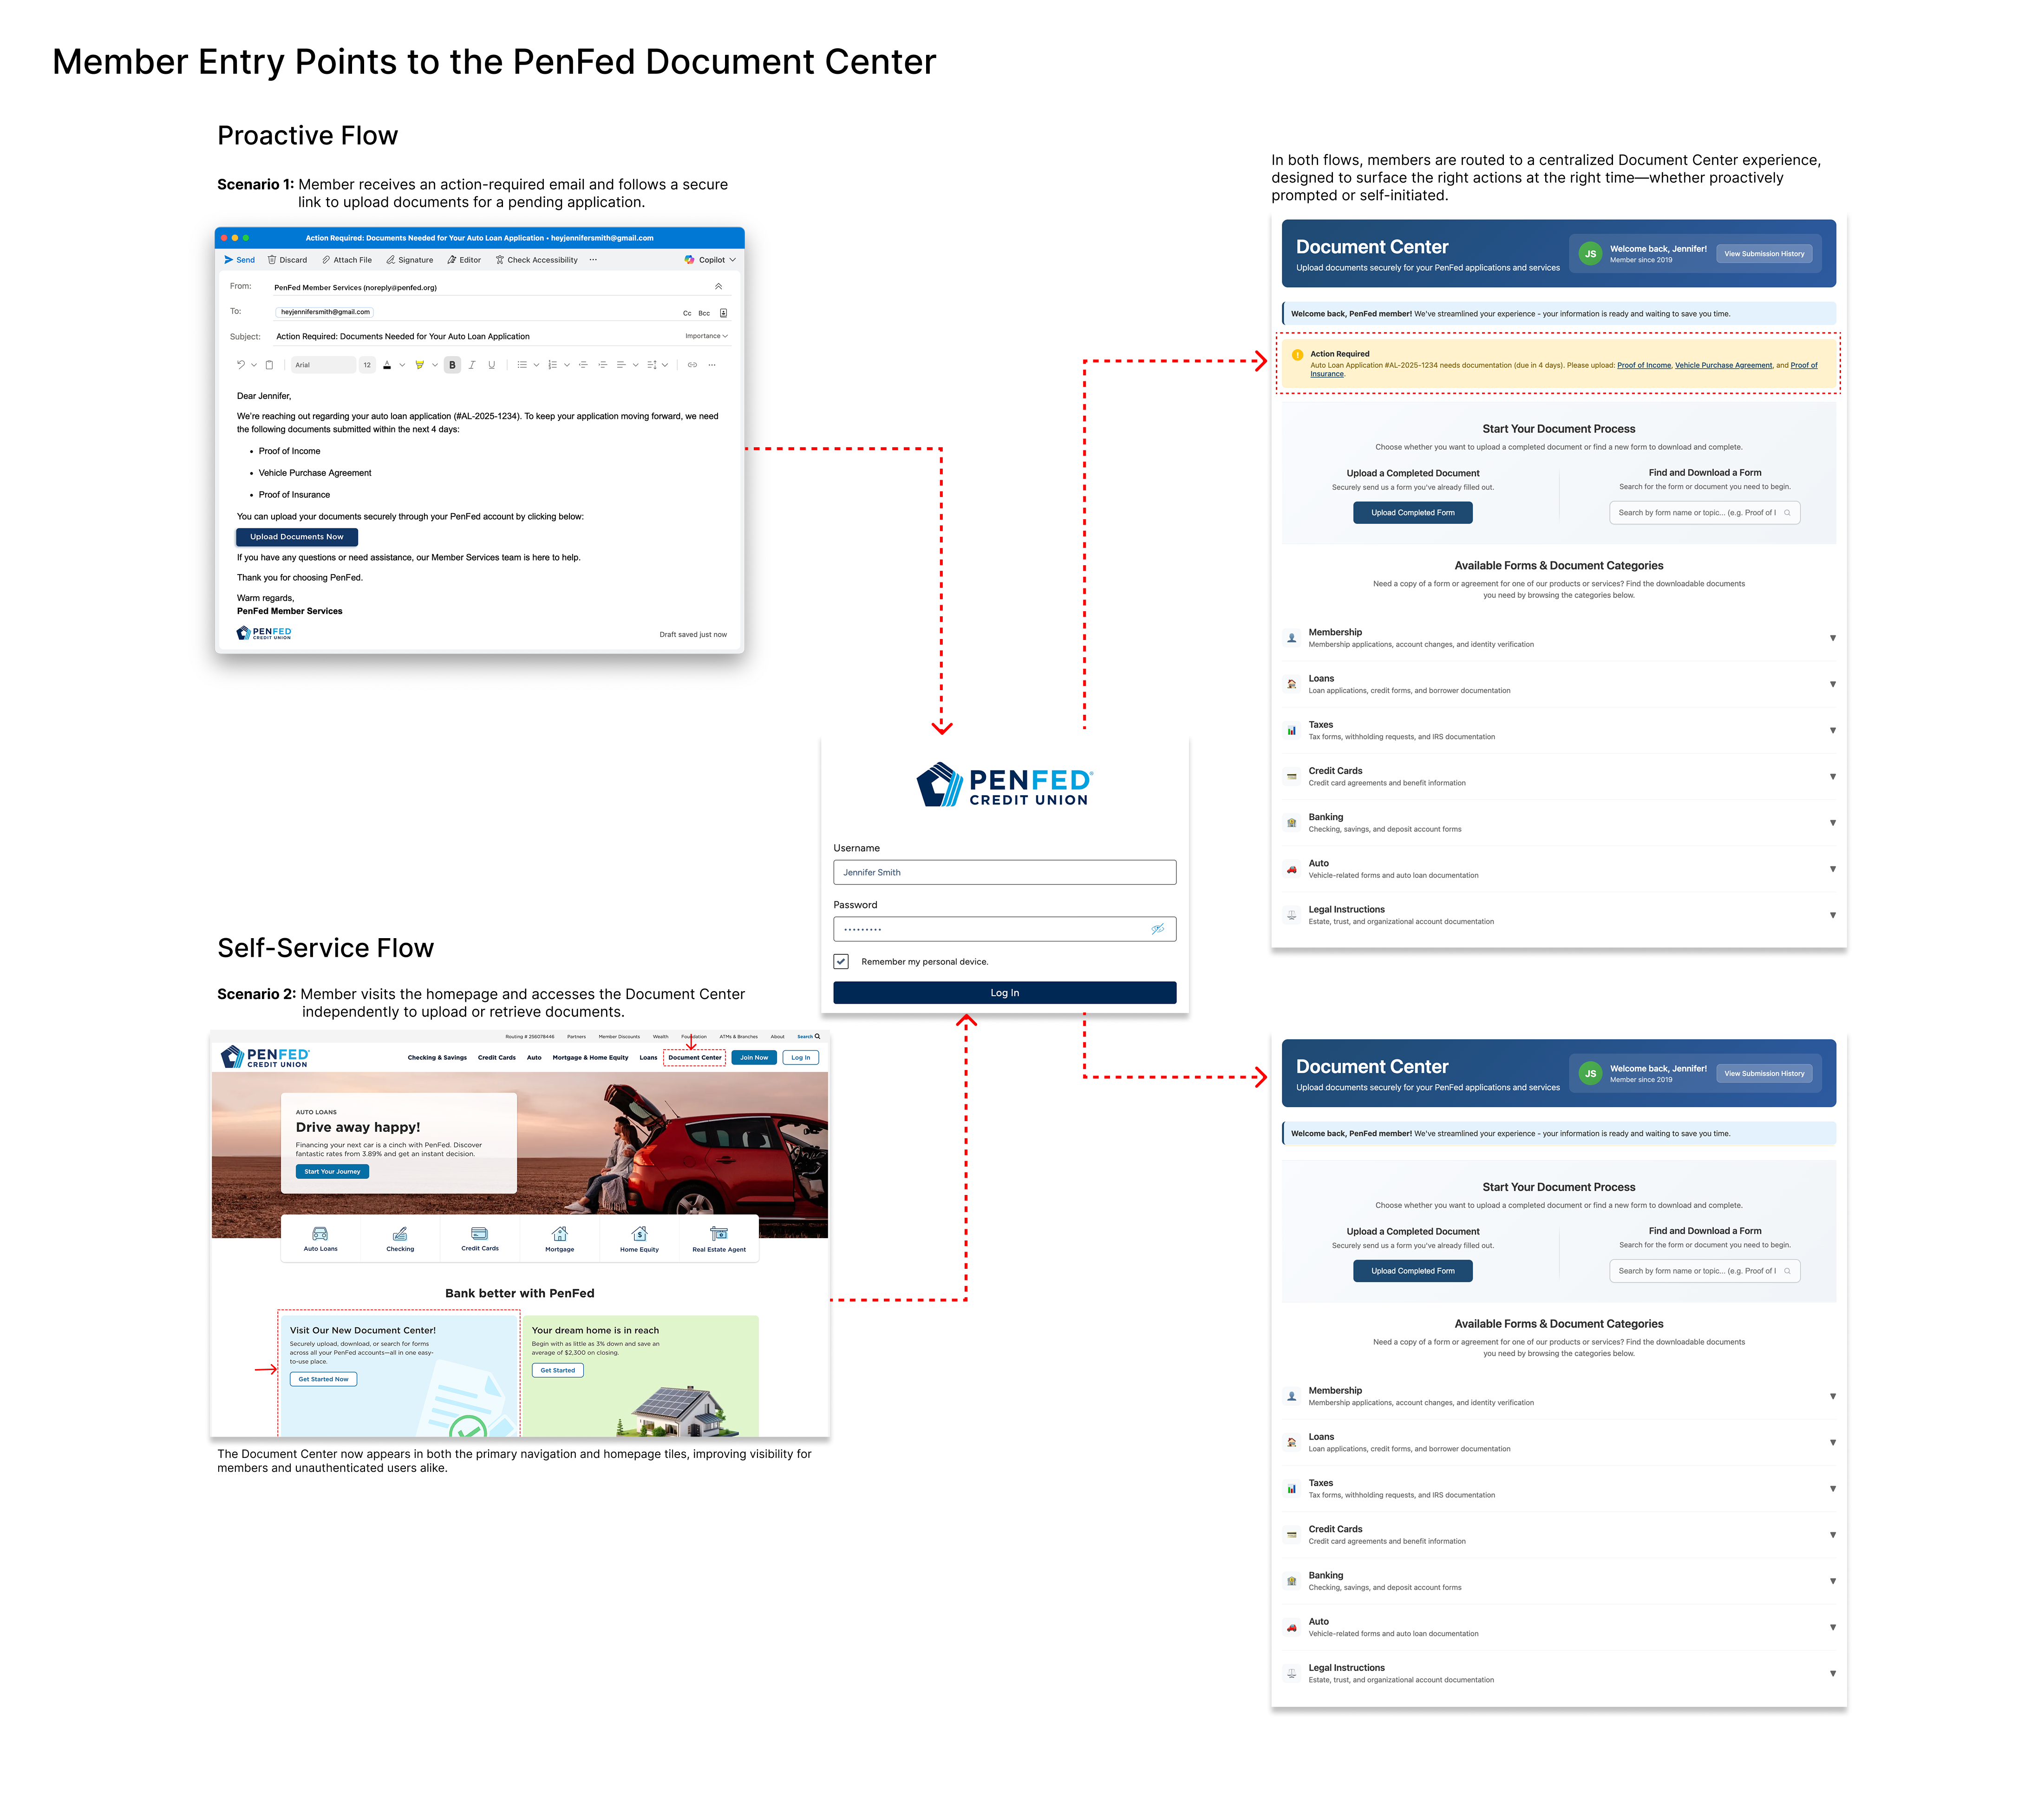 Member Entry Points to the PenFed Document Center
Proactive Flow
Scenario 1: Member receives an action-required email and follows a secure
link to upload documents for a pending application.
Action Required: Documents Needed for Your Auto Loan Application - heyjennifersmith@gmail.com
Send Discard Attach File Signature Editor Check Accessibility ... Copilot
From: PenFed Member Services (noreply@penfed.org)
To: heyjennifersmith@gmail.com Cc Bcc
Subject: Action Required: Documents Needed for Your Auto Loan Application Importance
Arial 12 A B I U ...
Dear Jennifer,
We're reaching out regarding your auto loan application (#AL-2025-1234). To keep your application moving forward, we need
the following documents submitted within the next 4 days:
• Proof of Income
• Vehicle Purchase Agreement
• Proof of Insurance
You can upload your documents securely through your PenFed account by clicking below:
Upload Documents Now
If you have any questions or need assistance, our Member Services team is here to help.
Thank you for choosing PenFed.
Warm regards,
PenFed Member Services
PENFED
CREDIT UNION
Draft saved just now
PENFED®
CREDIT UNION
Username
Jennifer Smith
Password
•••••••••
Remember my personal device.
Log In
Self-Service Flow
Scenario 2: Member visits the homepage and accesses the Document Center
independently to upload or retrieve documents.
Routing # 256078446 Partners Member Discounts Wealth Foundation ATMs & Branches About Search
PENFED®
CREDIT UNION
Checking & Savings Credit Cards Auto Mortgage & Home Equity Loans Document Center Join Now Log In
AUTO LOANS
Drive away happy!
Financing your next car is a cinch with PenFed. Discover
fantastic rates from 3.89% and get an instant decision.
Start Your Journey
Auto Loans Checking Credit Cards Mortgage Home Equity Real Estate Agent
Bank better with PenFed
Visit Our New Document Center!
Securely upload, download, or search for forms
across all your PenFed accounts—all in one easy-
to-use place.
Get Started Now
Your dream home is in reach
Begin with as little as 3% down and save an
average of $2,300 on closing.
Get Started
The Document Center now appears in both the primary navigation and homepage tiles, improving visibility for
members and unauthenticated users alike.
In both flows, members are routed to a centralized Document Center experience,
designed to surface the right actions at the right time—whether proactively
prompted or self-initiated.
Document Center
Upload documents securely for your PenFed applications and services
JS
Welcome back, Jennifer!
Member since 2019
View Submission History
Welcome back, PenFed member! We've streamlined your experience - your information is ready and waiting to save you time.
Action Required
Auto Loan Application #AL-2025-1234 needs documentation (due in 4 days). Please upload: Proof of Income, Vehicle Purchase Agreement, and Proof of
Insurance.
Start Your Document Process
Choose whether you want to upload a completed document or find a new form to download and complete.
Upload a Completed Document
Securely send us a form you've already filled out.
Upload Completed Form
Find and Download a Form
Search for the form or document you need to begin.
Search by form name or topic... (e.g. Proof of I
Available Forms & Document Categories
Need a copy of a form or agreement for one of our products or services? Find the downloadable documents
you need by browsing the categories below.
Membership
Membership applications, account changes, and identity verification
Loans
Loan applications, credit forms, and borrower documentation
Taxes
Tax forms, withholding requests, and IRS documentation
Credit Cards
Credit card agreements and benefit information
Banking
Checking, savings, and deposit account forms
Auto
Vehicle-related forms and auto loan documentation
Legal Instructions
Estate, trust, and organizational account documentation
Document Center
Upload documents securely for your PenFed applications and services
JS
Welcome back, Jennifer!
Member since 2019
View Submission History
Welcome back, PenFed member! We've streamlined your experience - your information is ready and waiting to save you time.
Start Your Document Process
Choose whether you want to upload a completed document or find a new form to download and complete.
Upload a Completed Document
Securely send us a form you've already filled out.
Upload Completed Form
Find and Download a Form
Search for the form or document you need to begin.
Search by form name or topic... (e.g. Proof of I
Available Forms & Document Categories
Need a copy of a form or agreement for one of our products or services? Find the downloadable documents
you need by browsing the categories below.
Membership
Membership applications, account changes, and identity verification
Loans
Loan applications, credit forms, and borrower documentation
Taxes
Tax forms, withholding requests, and IRS documentation
Credit Cards
Credit card agreements and benefit information
Banking
Checking, savings, and deposit account forms
Auto
Vehicle-related forms and auto loan documentation
Legal Instructions
Estate, trust, and organizational account documentation